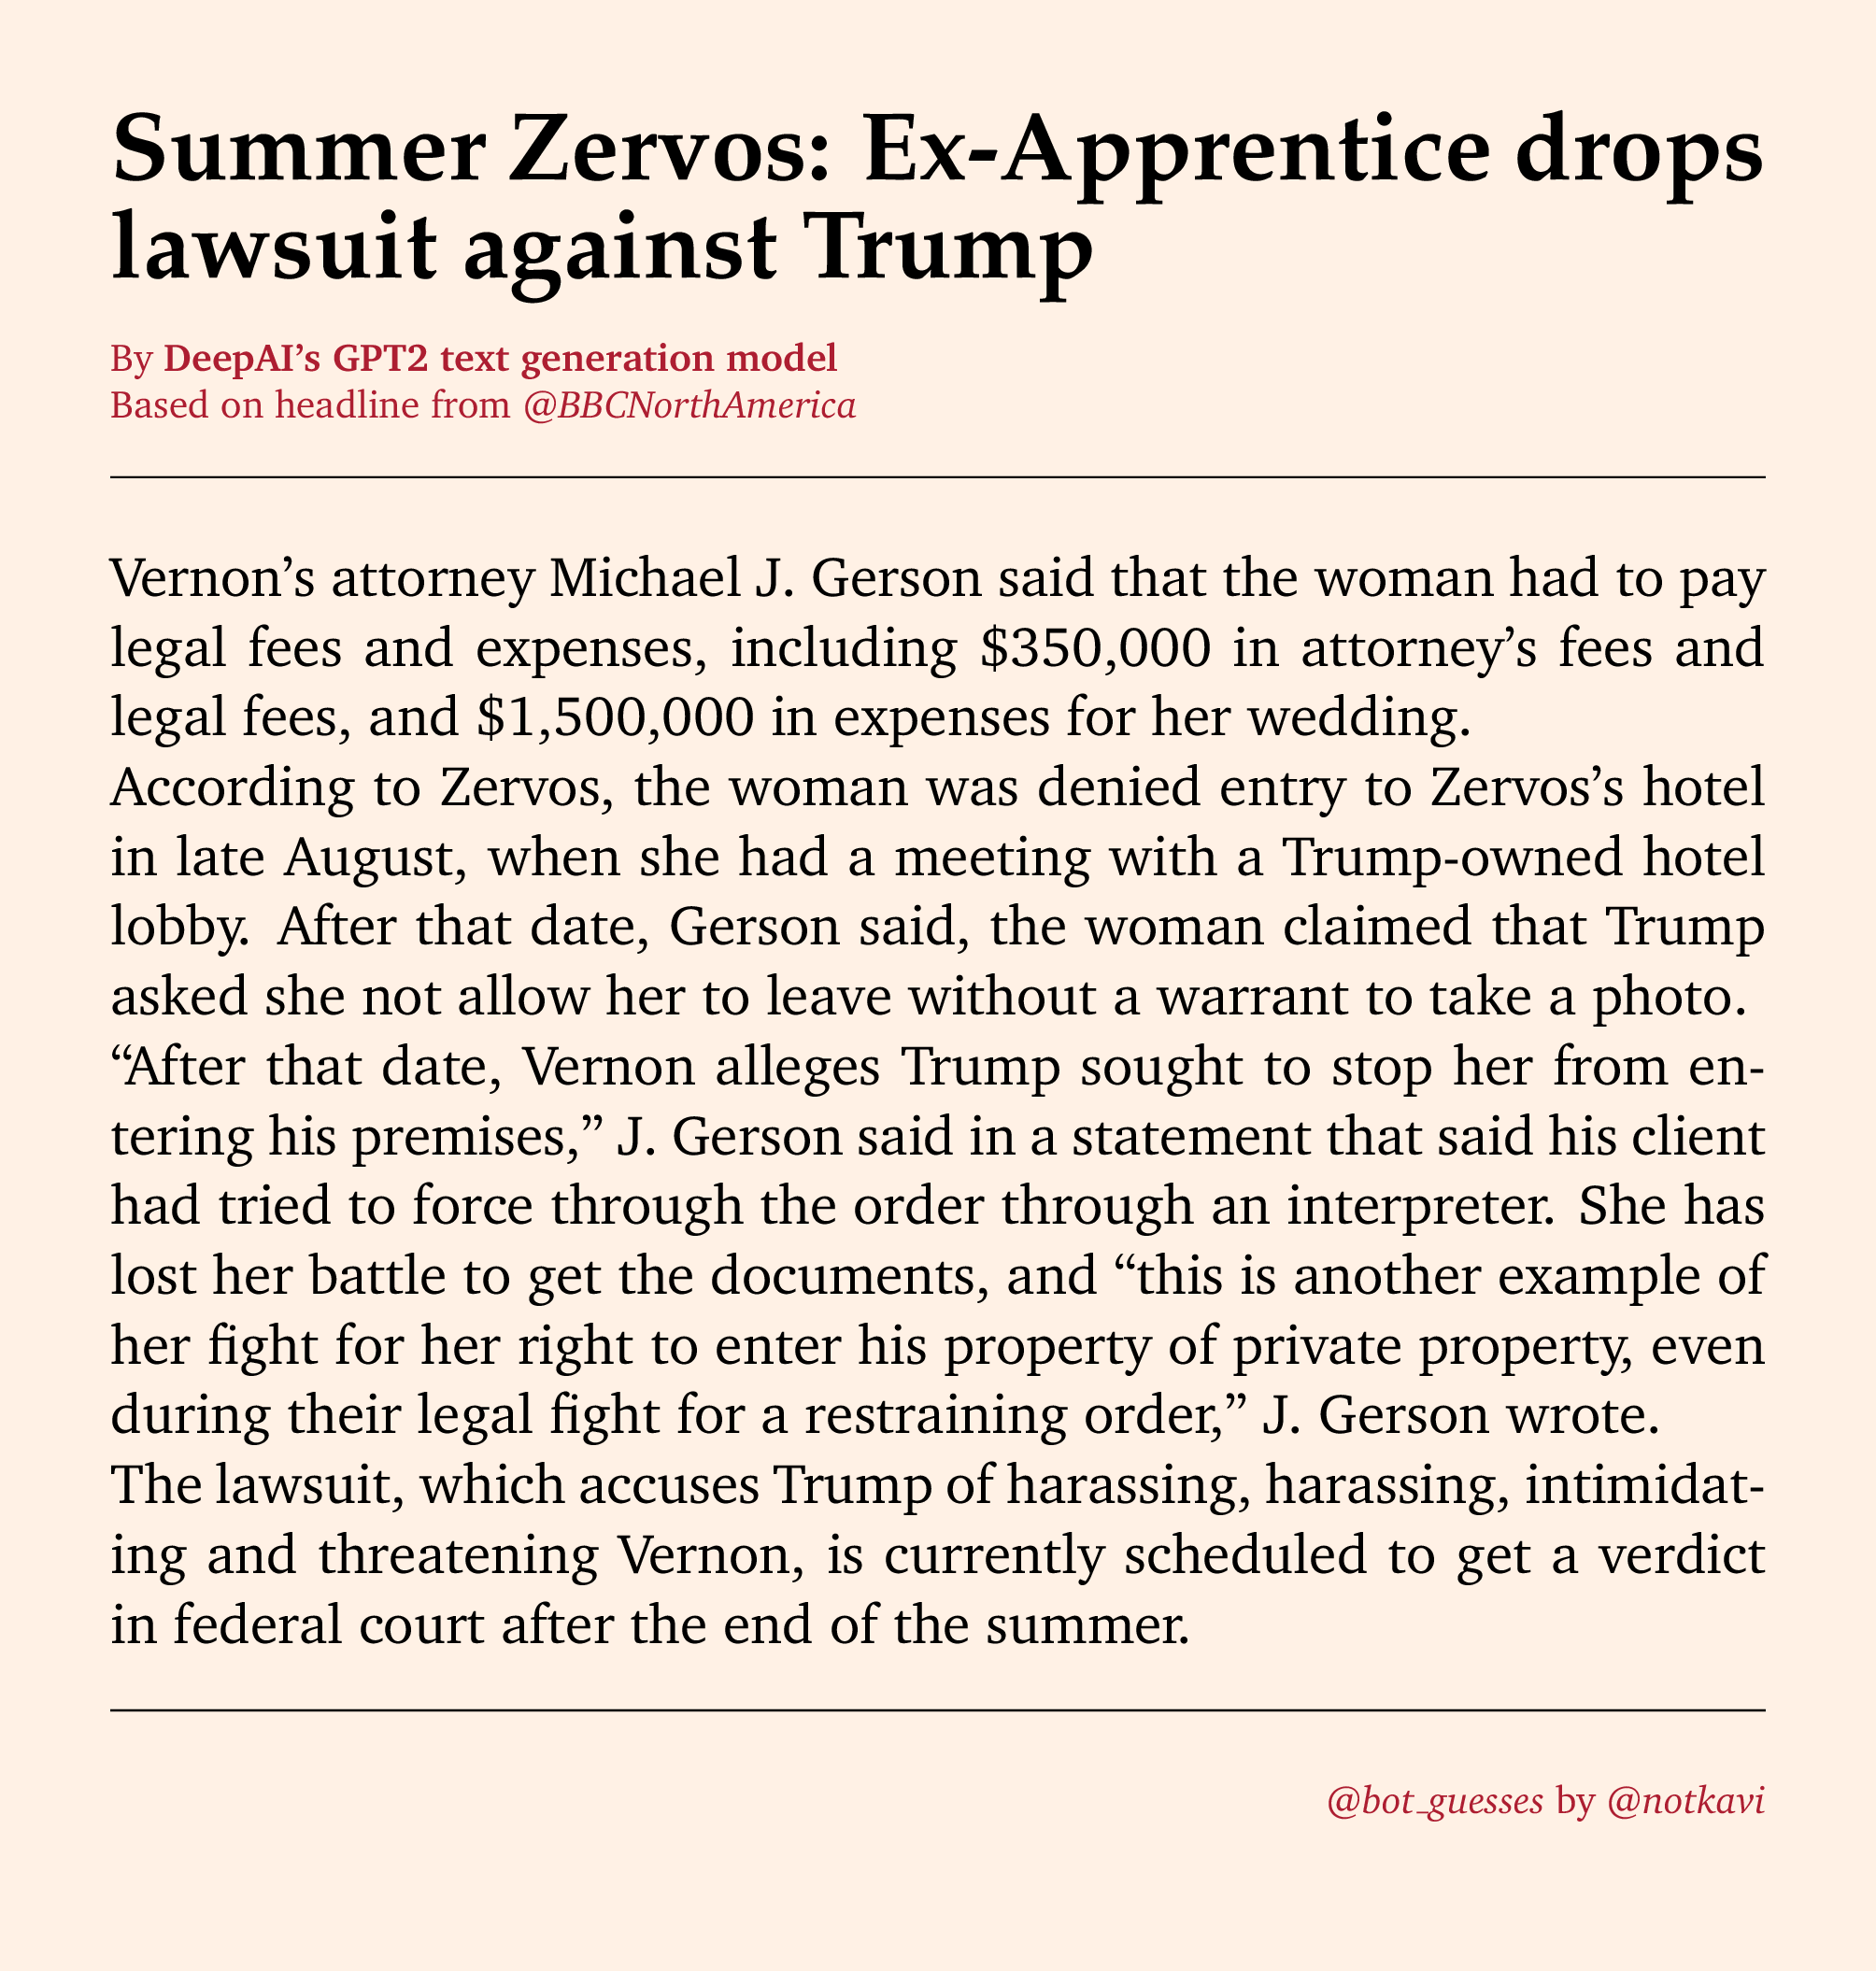 Summer Zervos: Ex-Apprentice drops
lawsuit against Trump
By DeepAI’s GPT2 text generation model
Based on headline from @BBCNorthAmerica
Vernon’s attorney Michael J. Gerson said that the woman had to pay
legal fees and expenses, including $350,000 in attorney’s fees and
legal fees, and $1,500,000 in expenses for her wedding.
According to Zervos, the woman was denied entry to Zervos’s hotel
in late August, when she had a meeting with a Trump-owned hotel
lobby. After that date, Gerson said, the woman claimed that Trump
asked she not allow her to leave without a warrant to take a photo.
“After that date, Vernon alleges Trump sought to stop her from en-
tering his premises,” J. Gerson said in a statement that said his client
had tried to force through the order through an interpreter. She has
lost her battle to get the documents, and “this is another example of
her fight for her right to enter his property of private property, even
during their legal fight for a restraining order,” J. Gerson wrote.
The lawsuit, which accuses Trump of harassing, harassing, intimidat-
ing and threatening Vernon, is currently scheduled to get a verdict
in federal court after the end of the summer.
@bot_guesses by @notkavi